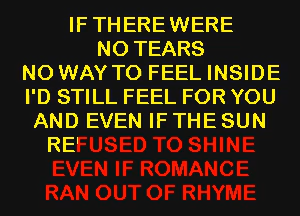 IF THERE WERE
NO TEARS
NO WAY TO FEEL INSIDE
I'D STILL FEEL FOR YOU
AND EVEN IF THE SUN
REFUSED TO SHINE
EVEN IF ROMANCE
RAN OUT OF RHYME